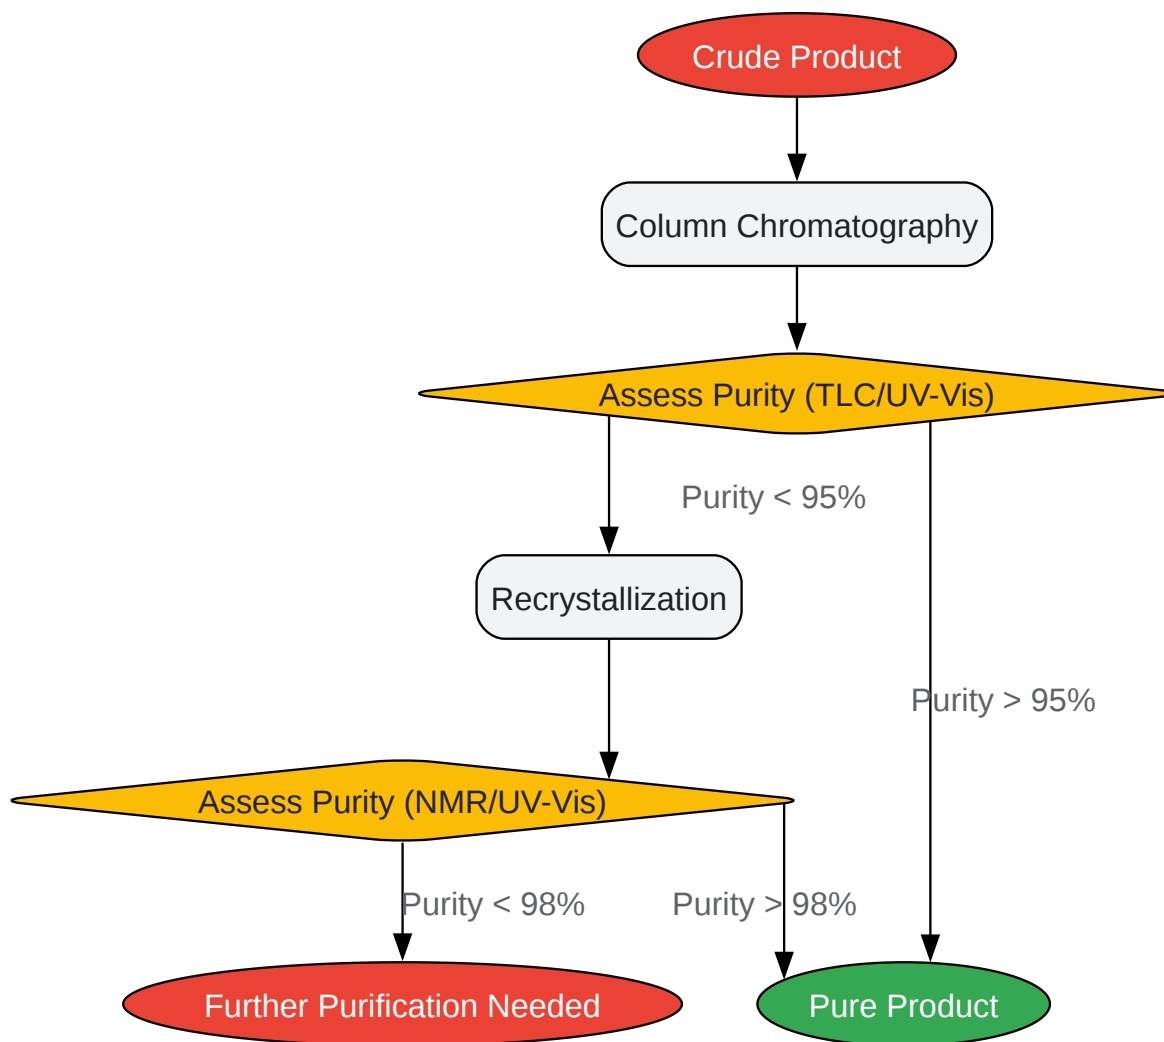 Crude Product
Column Chromatography
Assess Purity (TLC/UV-Vis)
Purity < 95%
Recrystallization
Purity > 95%
Assess Purity (NMR/UV-Vis)
Purity < 98%
Purity > 98%
Further Purification Needed
Pure Product